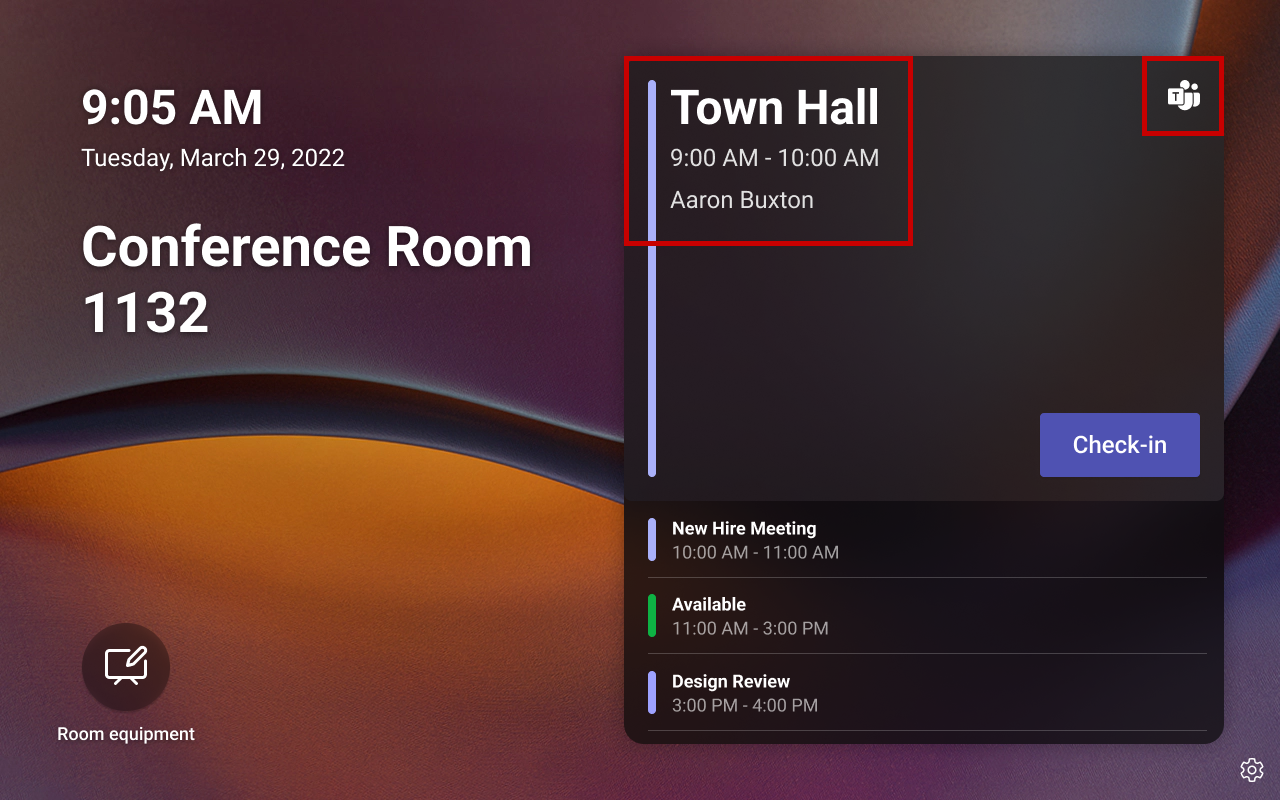 9:05 AM
Tuesday, March 29, 2022
Conference Room
1132
Room equipment
Town Hall
9:00 AM - 10:00 AM
Aaron Buxton
T
Check-in
New Hire Meeting
10:00 AM - 11:00 AM
Available
11:00 AM - 3:00 PM
Design Review
3:00 PM - 4:00 PM